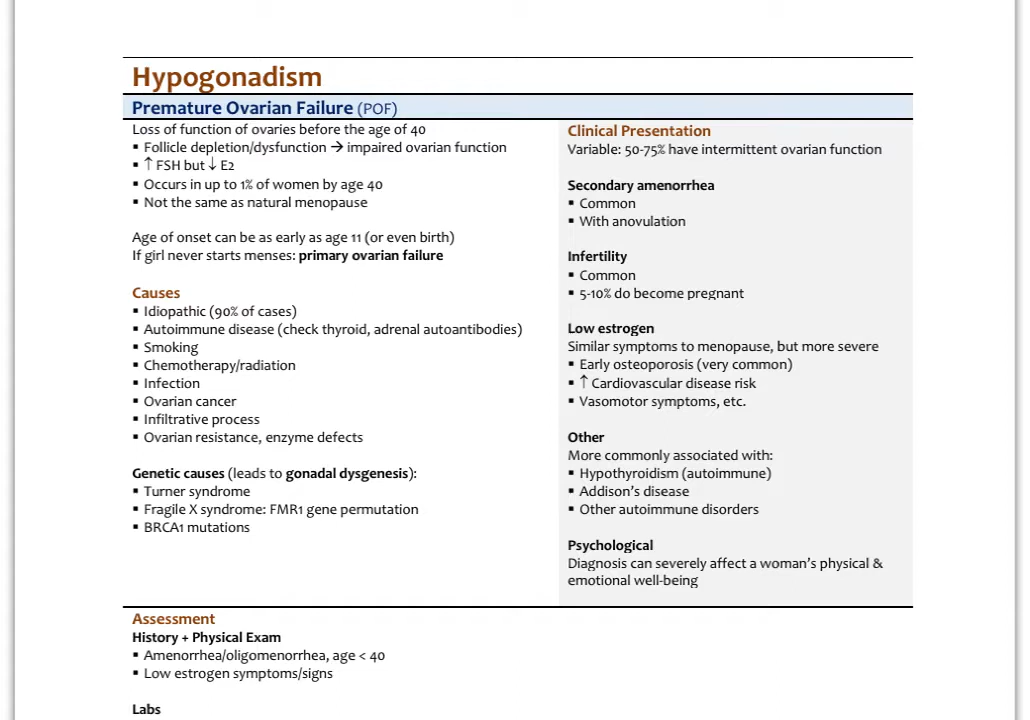 Hypogonadism
Premature Ovarian Failure (POF)
Loss of function of ovaries before the age of 40
▪ Follicle depletion/dysfunction → impaired ovarian function
▪ ↑ FSH but ↓ E2
▪ Occurs in up to 1% of women by age 40
▪ Not the same as natural menopause
Age of onset can be as early as age 11 (or even birth)
If girl never starts menses: primary ovarian failure
Causes
▪ Idiopathic (90% of cases)
▪ Autoimmune disease (check thyroid, adrenal autoantibodies)
▪ Smoking
▪ Chemotherapy/radiation
▪ Infection
▪ Ovarian cancer
▪ Infiltrative process
▪ Ovarian resistance, enzyme defects
Genetic causes (leads to gonadal dysgenesis):
▪ Turner syndrome
▪ Fragile X syndrome: FMR1 gene permutation
▪ BRCA1 mutations
Clinical Presentation
Variable: 50-75% have intermittent ovarian function
Secondary amenorrhea
▪ Common
▪ With anovulation
Infertility
▪ Common
▪ 5-10% do become pregnant
Low estrogen
Similar symptoms to menopause, but more severe
▪ Early osteoporosis (very common)
▪ ↑ Cardiovascular disease risk
▪ Vasomotor symptoms, etc.
Other
More commonly associated with:
▪ Hypothyroidism (autoimmune)
▪ Addison's disease
▪ Other autoimmune disorders
Psychological
Diagnosis can severely affect a woman's physical &
emotional well-being
Assessment
History + Physical Exam
▪ Amenorrhea/oligomenorrhea, age < 40
▪ Low estrogen symptoms/signs
Labs